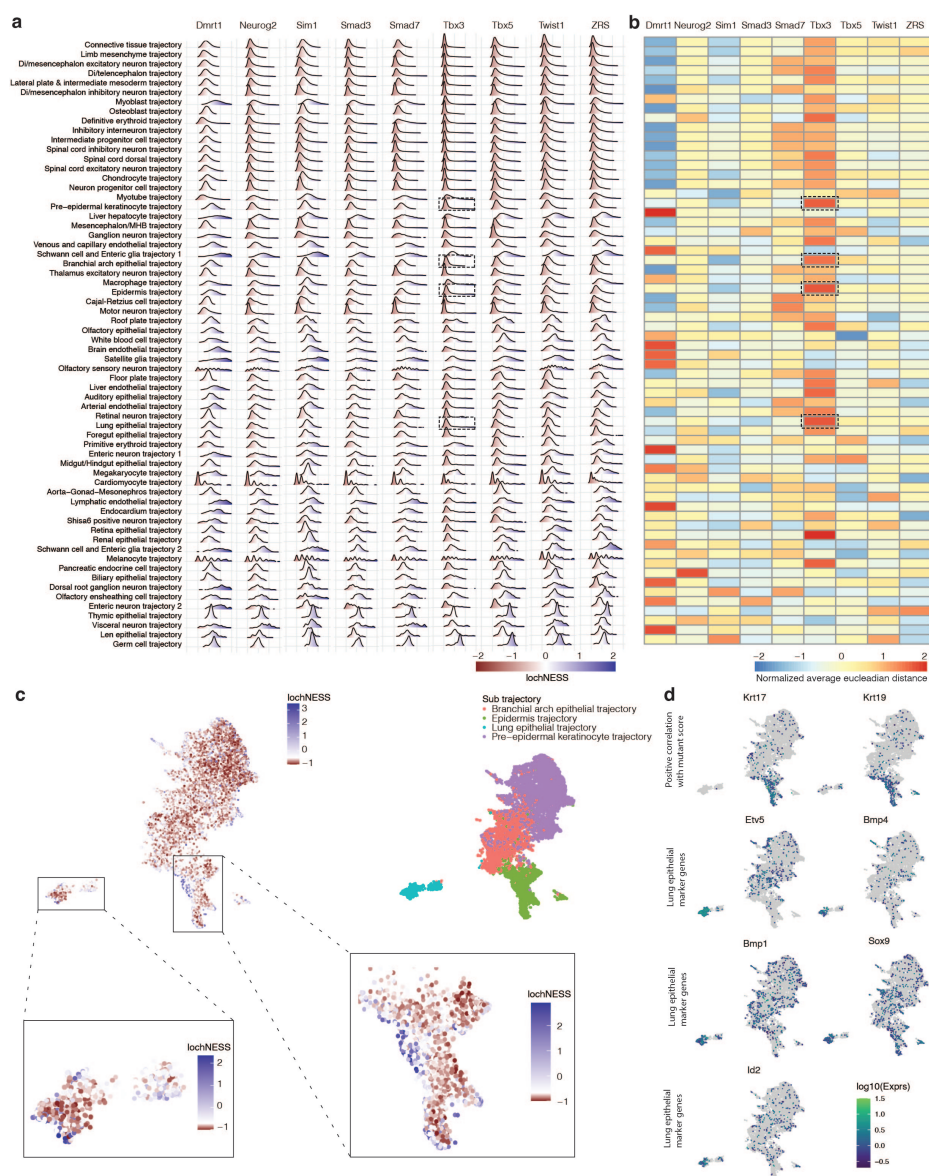 a
Dmrt1 Neurog2 Sim1 Smad3 Smad7 Tbx3 Tbx5 Twist1 ZRS
Connective tissue trajectory
Limb mesenchyme trajectory
Di/mesencephalon excitatory neuron trajectory
Di/telencephalon trajectory
Lateral plate & intermediate mesoderm trajectory
Di/mesencephalon inhibitory neuron trajectory
Myoblast trajectory
Osteoblast trajectory
Definitive erythroid trajectory
Inhibitory interneuron trajectory
Intermediate progenitor cell trajectory
Spinal cord inhibitory neuron trajectory
Spinal cord dorsal trajectory
Spinal cord excitatory neuron trajectory
Chondrocyte trajectory
Neuron progenitor cell trajectory
Myotube trajectory
Pre-epidermal keratinocyte trajectory
Liver hepatocyte trajectory
Mesencephalon/MHB trajectory
Ganglion neuron trajectory
Venous and capillary endothelial trajectory
Schwann cell and Enteric glia trajectory 1
Branchial arch epithelial trajectory
Thalamus excitatory neuron trajectory
Macrophage trajectory
Epidermis trajectory
Cajal-Retzius cell trajectory
Motor neuron trajectory
Roof plate trajectory
Olfactory epithelial trajectory
White blood cell trajectory
Brain endothelial trajectory
Satellite glia trajectory
Olfactory sensory neuron trajectory
Floor plate trajectory
Liver endothelial trajectory
Auditory epithelial trajectory
Arterial endothelial trajectory
Retinal neuron trajectory
Lung epithelial trajectory
Foregut epithelial trajectory
Primitive erythroid trajectory
Enteric neuron trajectory 1
Midgut/Hindgut epithelial trajectory
Megakaryocyte trajectory
Cardiomyocyte trajectory
Aorta-Gonad-Mesonephros trajectory
Lymphatic endothelial trajectory
Endocardium trajectory
Shisa6 positive neuron trajectory
Retina epithelial trajectory
Renal epithelial trajectory
Schwann cell and Enteric glia trajectory 2
Melanocyte trajectory
Pancreatic endocrine cell trajectory
Biliary epithelial trajectory
Dorsal root ganglion neuron trajectory
Olfactory ensheathing cell trajectory
Enteric neuron trajectory 2
Thymic epithelial trajectory
Visceral neuron trajectory
Len epithelial trajectory
Germ cell trajectory
−2 −1 0 1 2
lochNESS
b
Dmrt1 Neurog2 Sim1 Smad3 Smad7 Tbx3 Tbx5 Twist1 ZRS
−2 −1 0 1 2
Normalized average eucleadian distance
c
lochNESS
3
2
1
0
−1
Sub trajectory
Branchial arch epithelial trajectory
Epidermis trajectory
Lung epithelial trajectory
Pre−epidermal keratinocyte trajectory
lochNESS
2
1
0
−1
lochNESS
2
1
0
−1
d
Krt17 Krt19
Positive correlation
with mutant score
Etv5 Bmp4
Lung epithelial
marker genes
Bmp1 Sox9
Lung epithelial
marker genes
Id2
Lung epithelial
marker genes
log10(Exprs)
1.5
1.0
0.5
0.0
−0.5